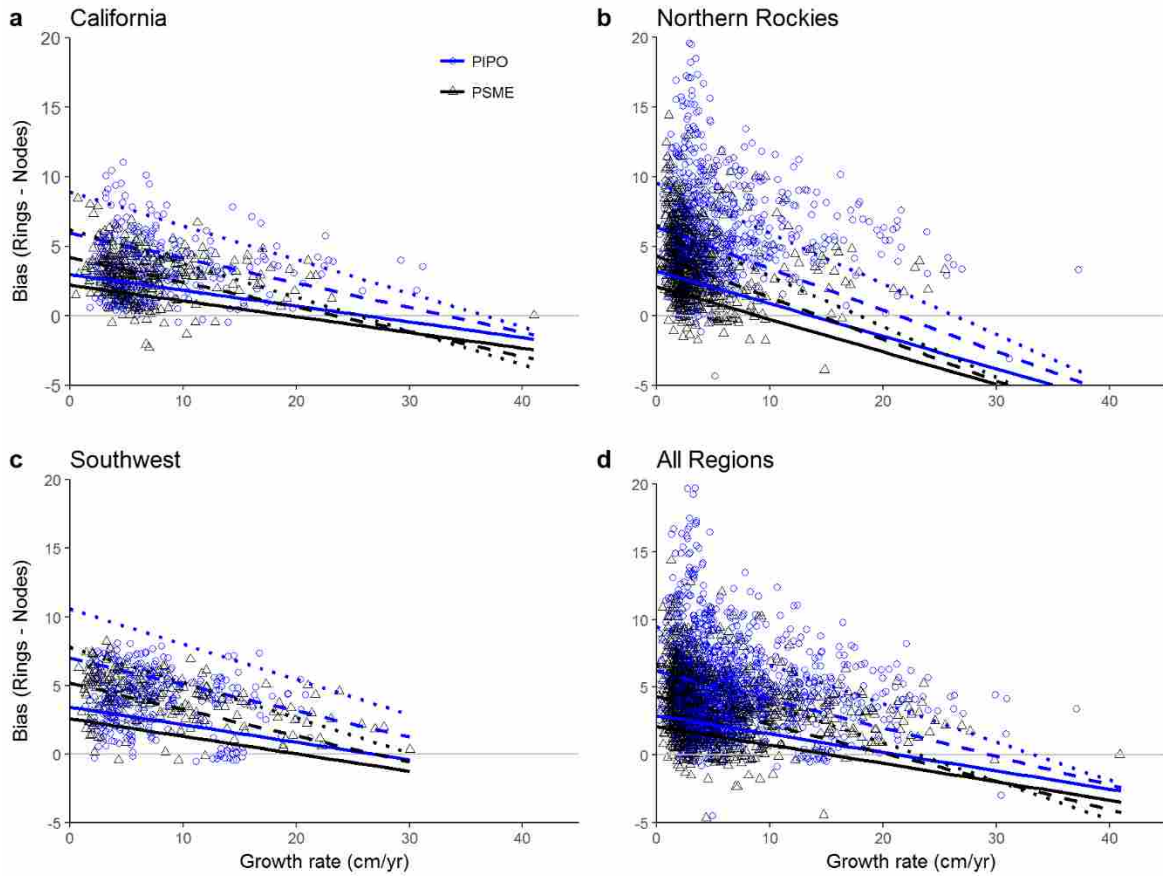 a California
20
15
10
5
0
-5
Bias (Rings - Nodes)
0 10 20 30 40
PIPO
PSME
b Northern Rockies
20
15
10
5
0
-5
0 10 20 30 40
c Southwest
20
15
10
5
0
-5
Bias (Rings - Nodes)
0 10 20 30 40
Growth rate (cm/yr)
d All Regions
20
15
10
5
0
-5
0 10 20 30 40
Growth rate (cm/yr)